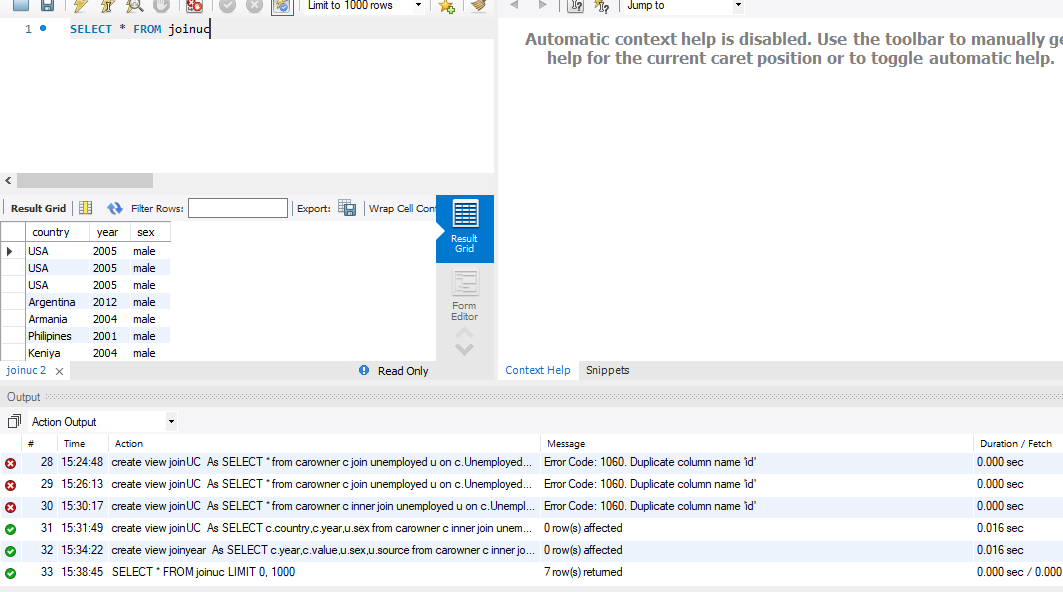 Limit to 1000 rows
Jump to
1 SELECT * FROM joinuc
Automatic context help is disabled. Use the toolbar to manually ge
help for the current caret position or to toggle automatic help.
Result Grid Filter Rows: Export: Wrap Cell Cont
country year sex
USA 2005 male
USA 2005 male
USA 2005 male
Argentina 2012 male
Armania 2004 male
Philipines 2001 male
Keniya 2004 male
Result
Grid
Form
Editor
joinuc 2 Read Only
Context Help Snippets
Output
Action Output
# Time Action Message Duration / Fetch
28 15:24:48 create view joinUC As SELECT * from carowner c join unemployed u on c.Unemployed... Error Code: 1060. Duplicate column name 'id' 0.000 sec
29 15:26:13 create view joinUC As SELECT * from carowner c join unemployed u on c.Unemployed... Error Code: 1060. Duplicate column name 'id' 0.000 sec
30 15:30:17 create view joinUC As SELECT * from carowner c inner join unemployed u on c.Unempl... Error Code: 1060. Duplicate column name 'id' 0.000 sec
31 15:31:49 create view joinUC As SELECT c.country,c.year,u.sex from carowner c inner join unem... 0 row(s) affected 0.016 sec
32 15:34:22 create view joinyear As SELECT c.year,c.value,u.sex,u.source from carowner c inner jo... 0 row(s) affected 0.016 sec
33 15:38:45 SELECT * FROM joinuc LIMIT 0, 1000 7 row(s) returned 0.000 sec / 0.000